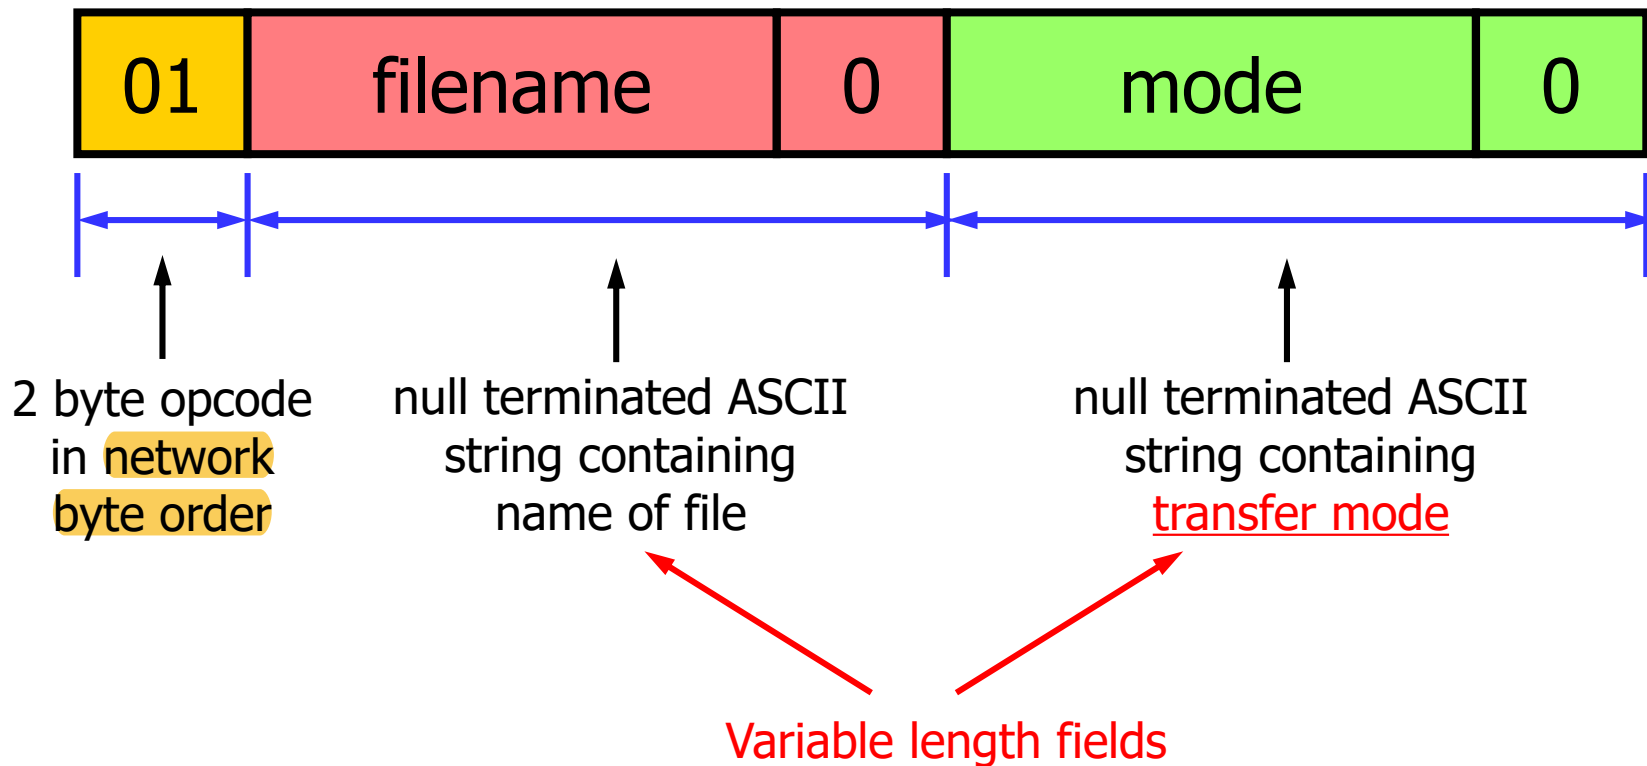 01 filename 0 mode 0
2 byte opcode
in network
byte order
null terminated ASCII
string containing
name of file
null terminated ASCII
string containing
transfer mode
Variable length fields